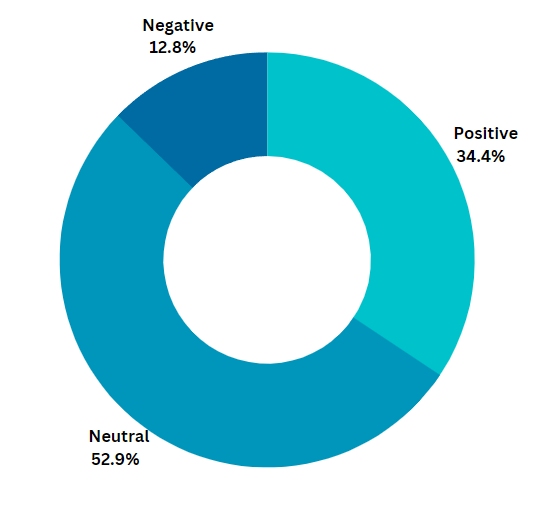 Negative
12.8%
Positive
34.4%
Neutral
52.9%